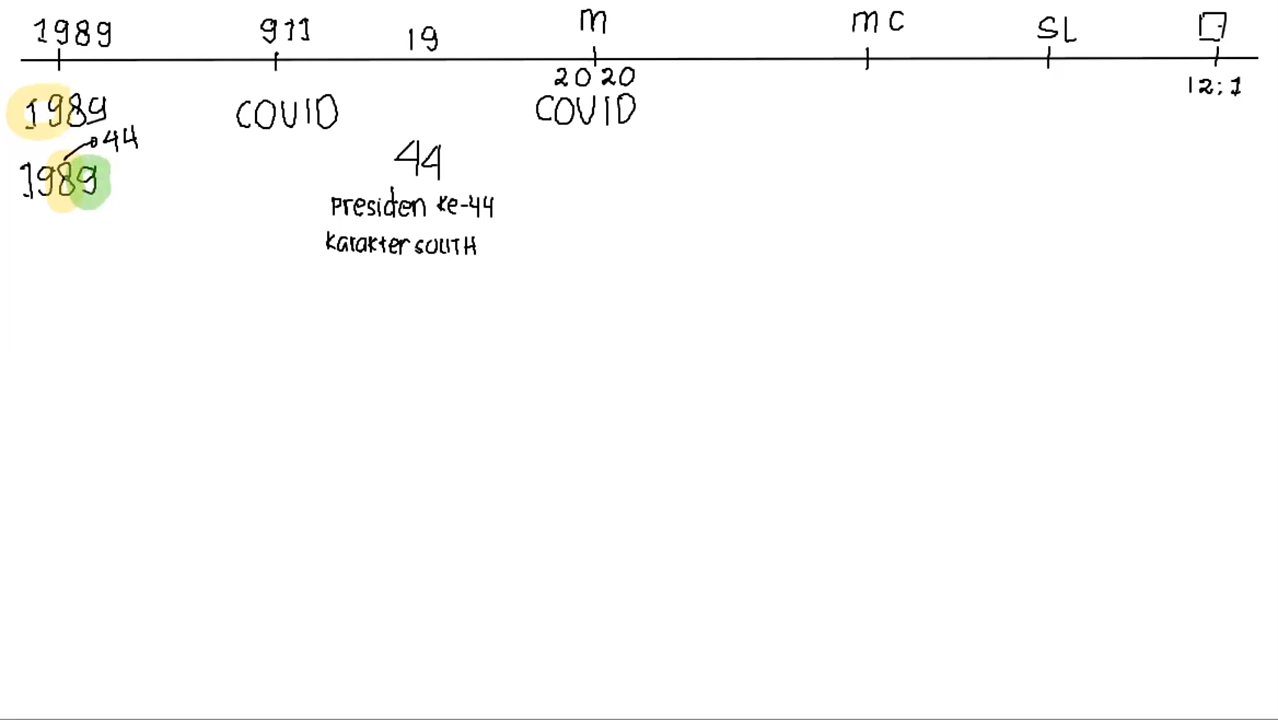 1989 911 19 M MC SL
2020 12:1
1989 COVID COVID
44
1989 44
Presiden ke-44
karakter SOUTH